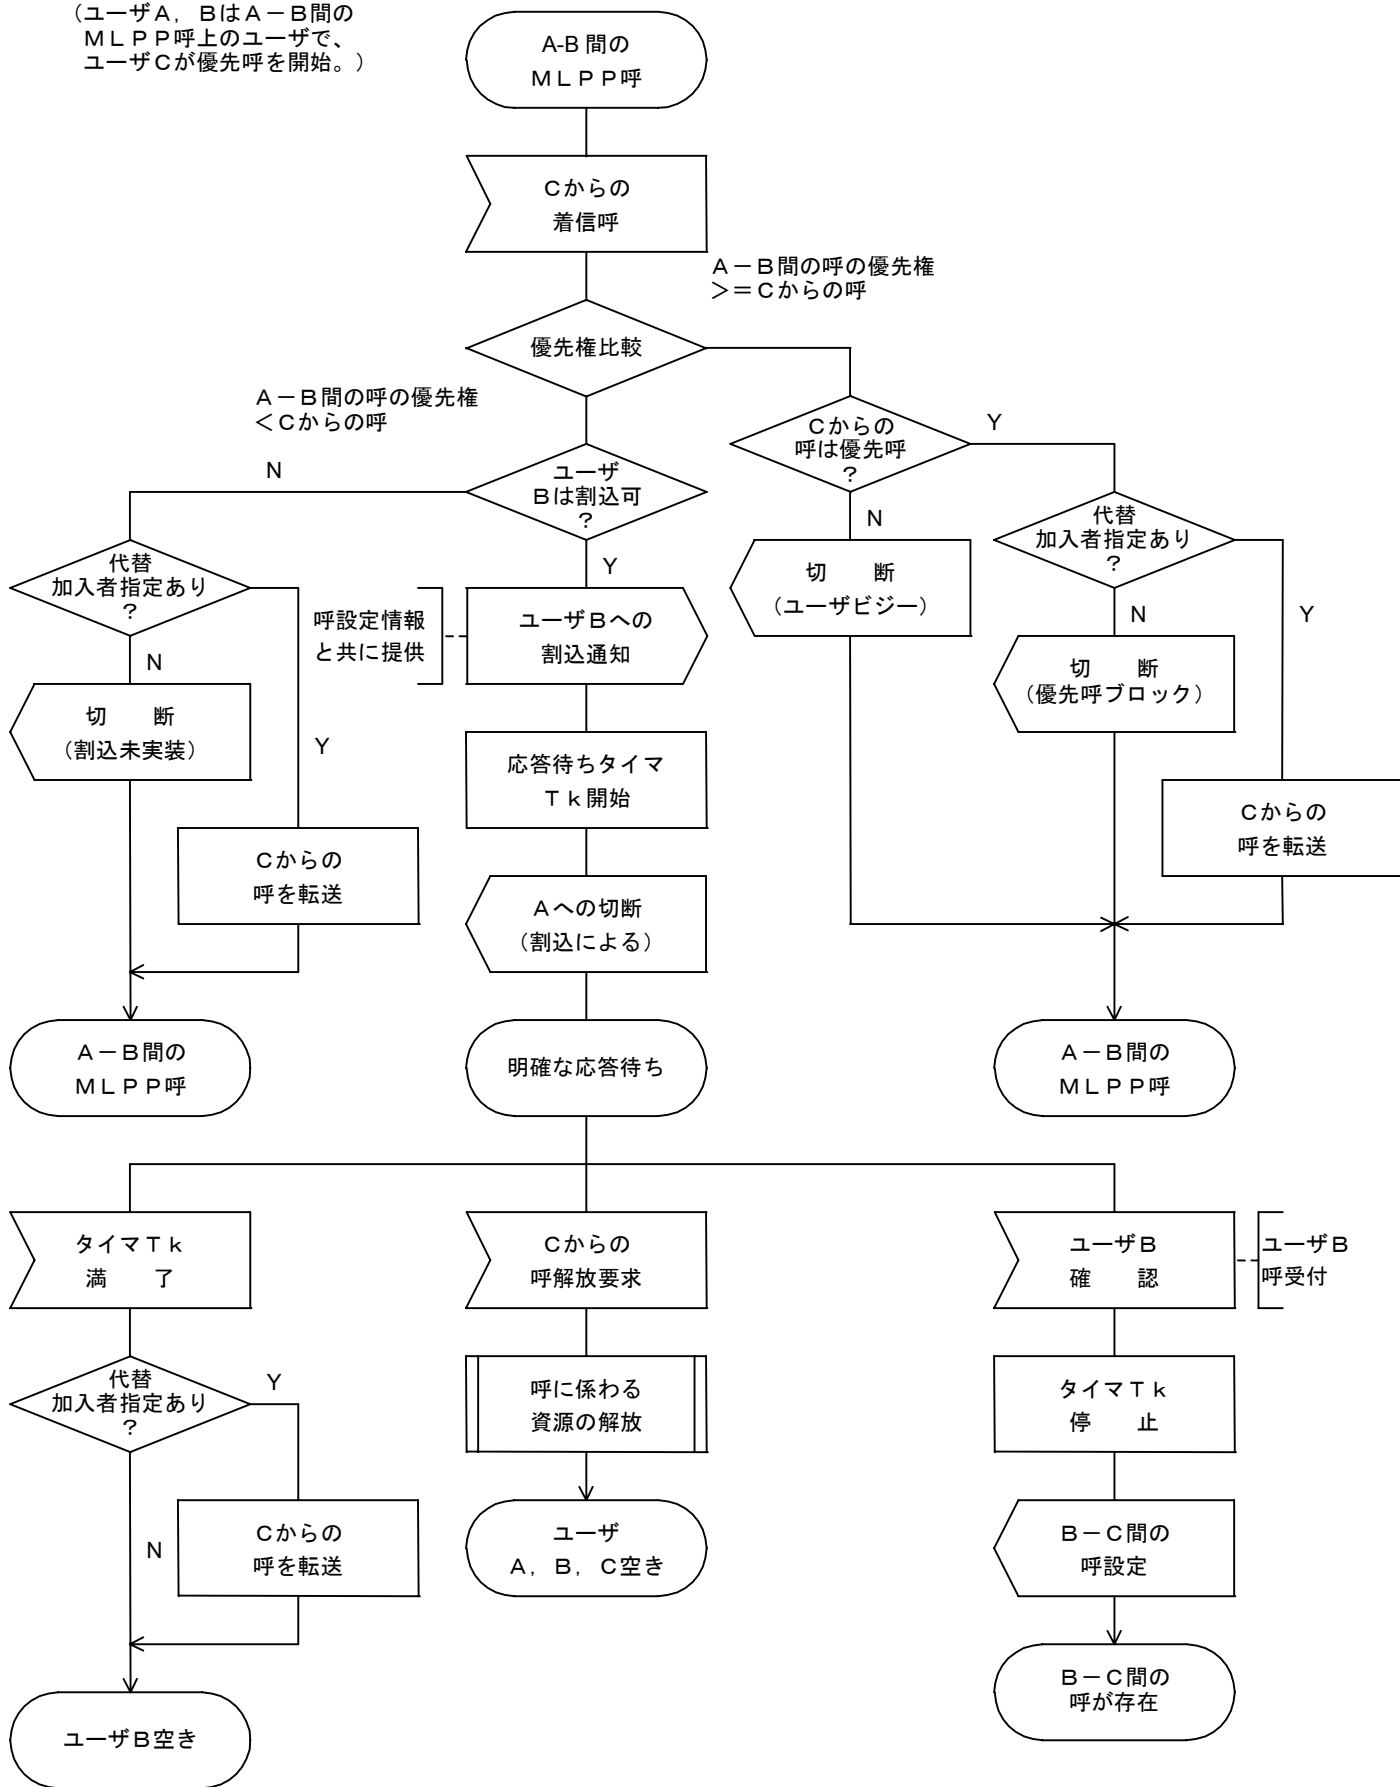 （ユーザA，BはA－B間の
MLPP呼上のユーザで、
ユーザCが優先呼を開始。）
A-B 間の
MLPP呼
Cからの
着信呼
A－B間の呼の優先権
＞＝Cからの呼
優先権比較
A－B間の呼の優先権
＜Cからの呼
Cからの
呼は優先呼
？
Y
N
ユーザ
Bは割込可
？
N
Y
代替
加入者指定あり
？
N
Y
代替
加入者指定あり
？
N
Y
切　断
（ユーザビジー）
呼設定情報
と共に提供
ユーザBへの
割込通知
切　断
（優先呼ブロック）
切　断
（割込未実装）
応答待ちタイマ
Tk開始
Cからの
呼を転送
Cからの
呼を転送
Aへの切断
（割込による）
A－B間の
MLPP呼
明確な応答待ち
A－B間の
MLPP呼
タイマTk
満　了
Cからの
呼解放要求
ユーザB
確　認
ユーザB
呼受付
代替
加入者指定あり
？
Y
N
呼に係わる
資源の解放
タイマTk
停　止
Cからの
呼を転送
ユーザ
A，B，C空き
B－C間の
呼設定
ユーザB空き
B－C間の
呼が存在